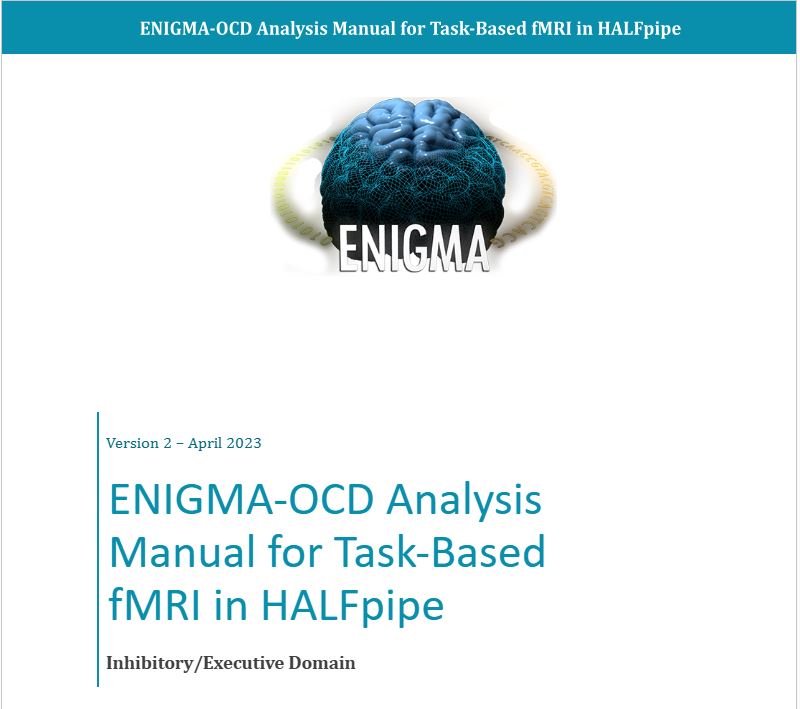 ENIGMA-OCD Analysis Manual for Task-Based fMRI in HALFpipe
ENIGMA
Version 2 – April 2023
ENIGMA-OCD Analysis
Manual for Task-Based
fMRI in HALFpipe
Inhibitory/Executive Domain